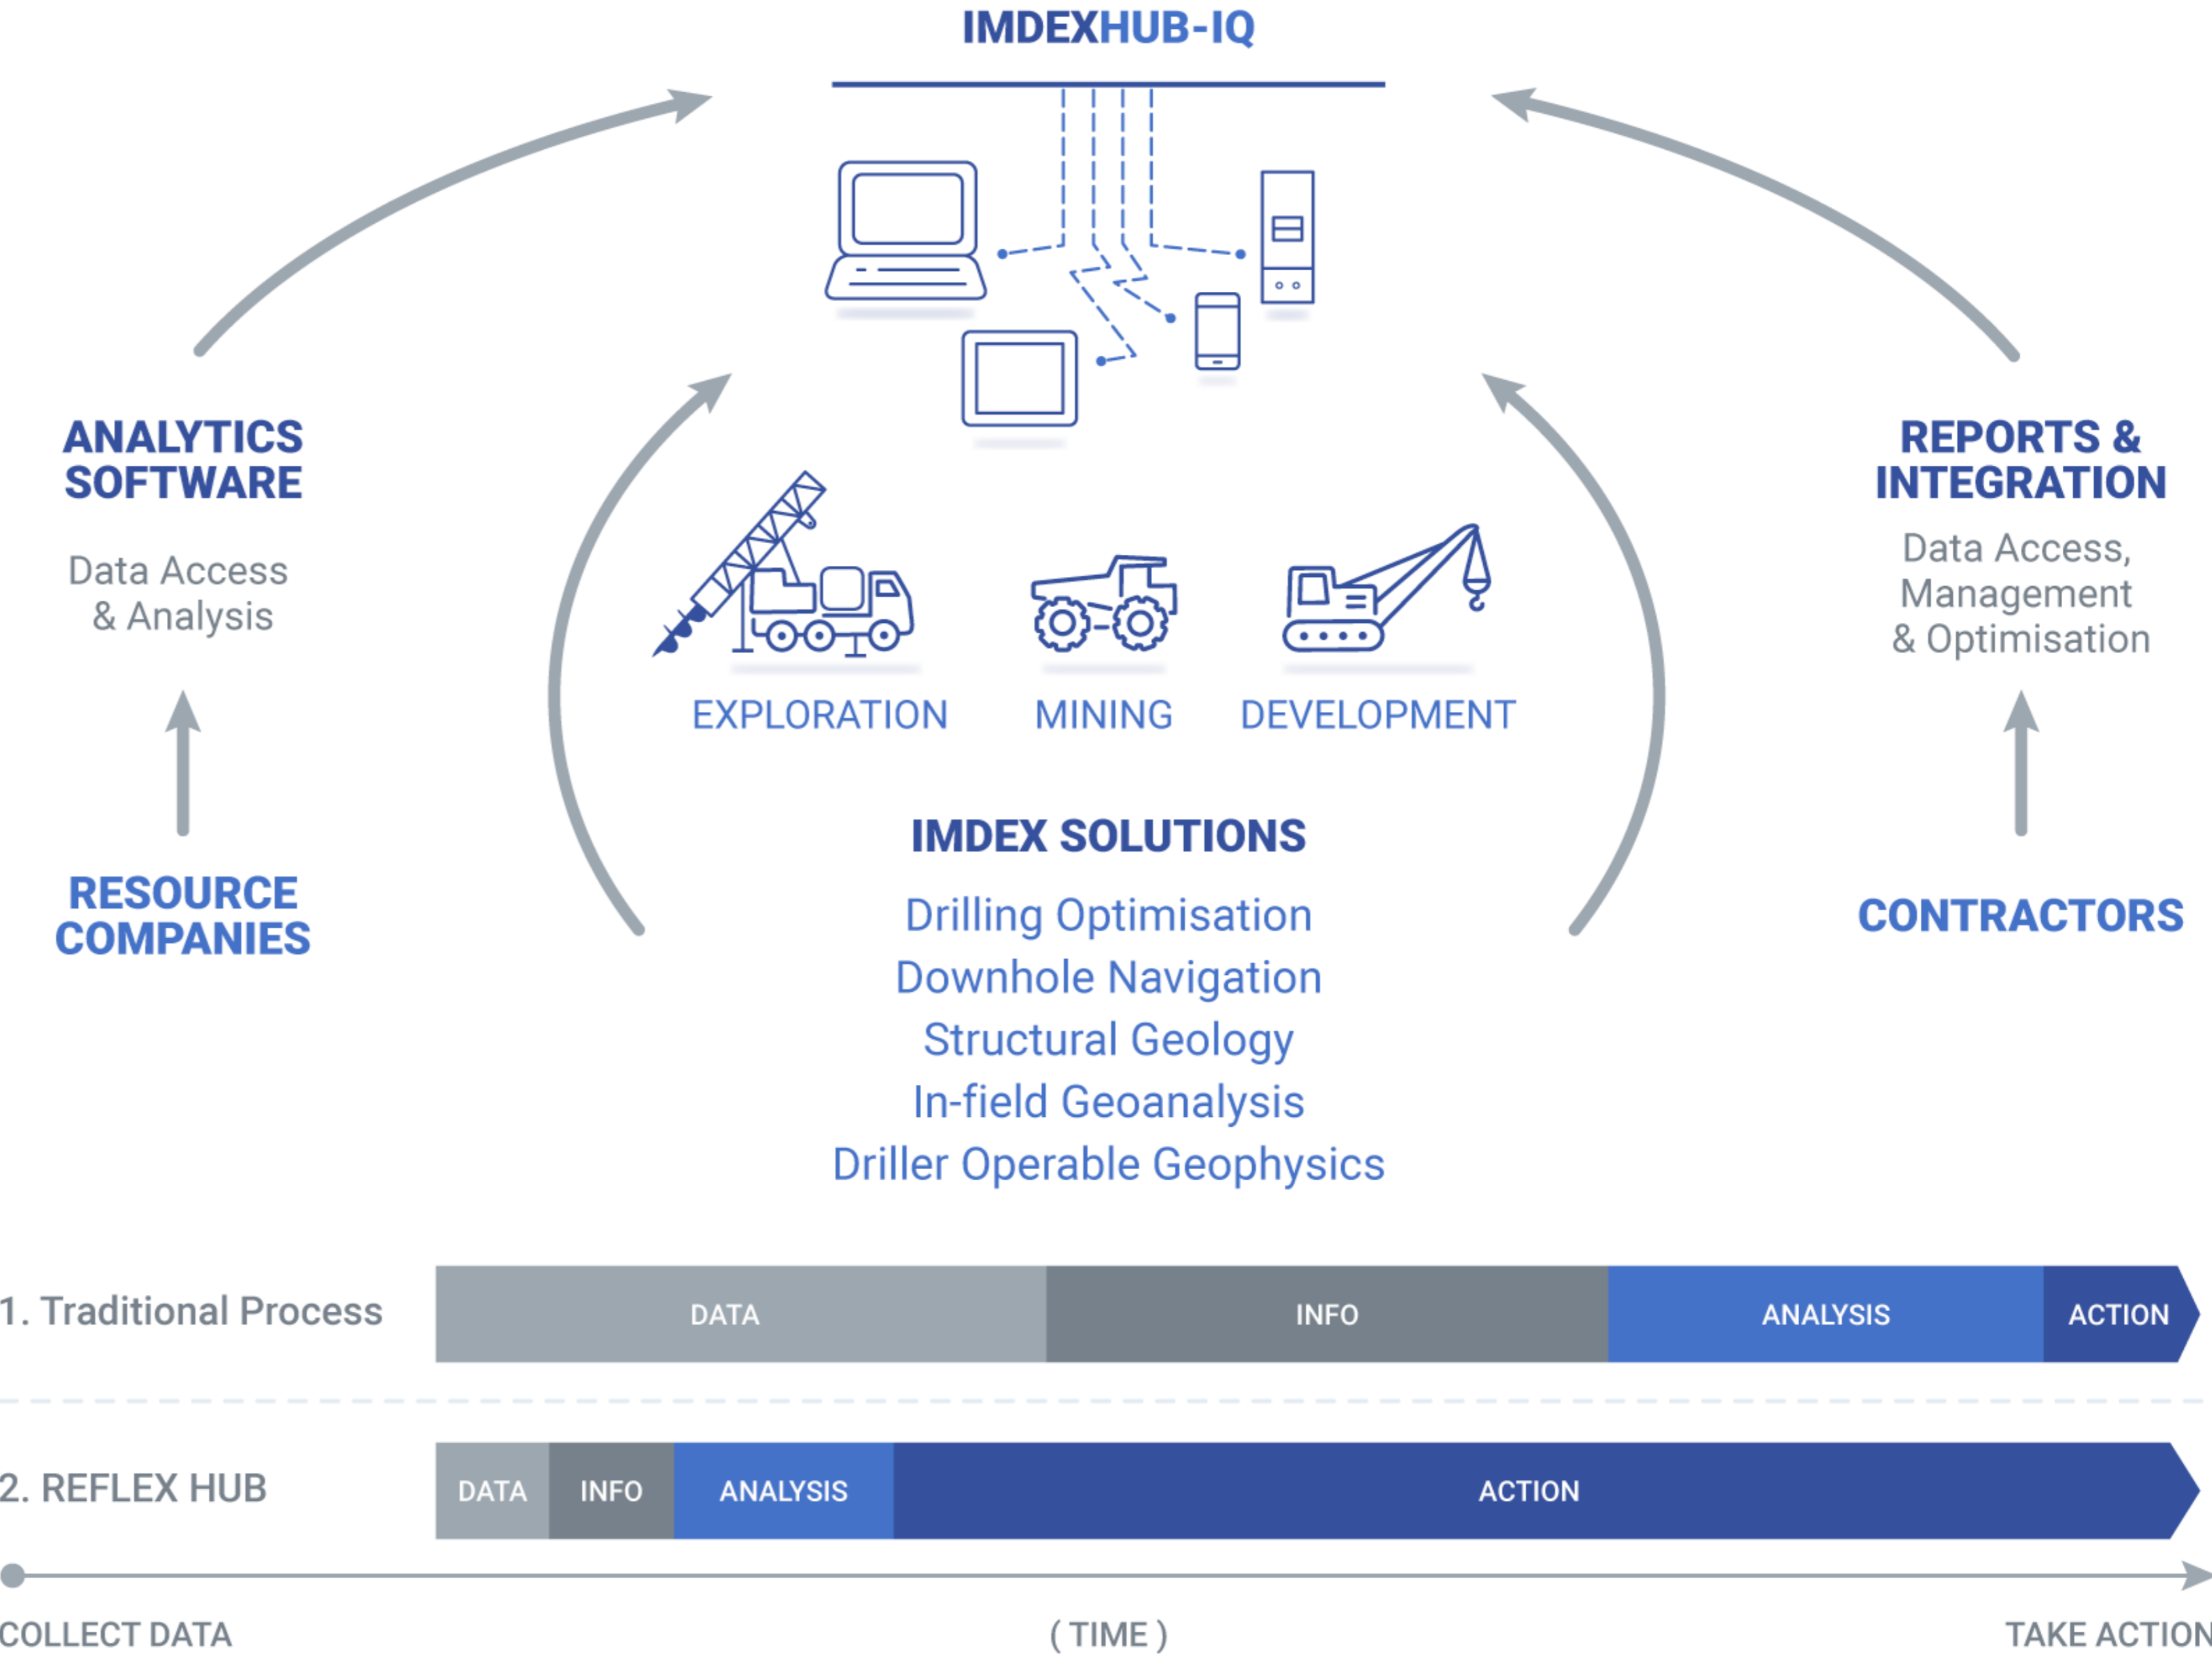 IMDEXHUB-IQ
ANALYTICS
SOFTWARE
Data Access
& Analysis
RESOURCE
COMPANIES
REPORTS &
INTEGRATION
Data Access,
Management
& Optimisation
CONTRACTORS
EXPLORATION
MINING
DEVELOPMENT
IMDEX SOLUTIONS
Drilling Optimisation
Downhole Navigation
Structural Geology
In-field Geoanalysis
Driller Operable Geophysics
1. Traditional Process
DATA
INFO
ANALYSIS
ACTION
2. REFLEX HUB
DATA
INFO
ANALYSIS
ACTION
COLLECT DATA
( TIME )
TAKE ACTION